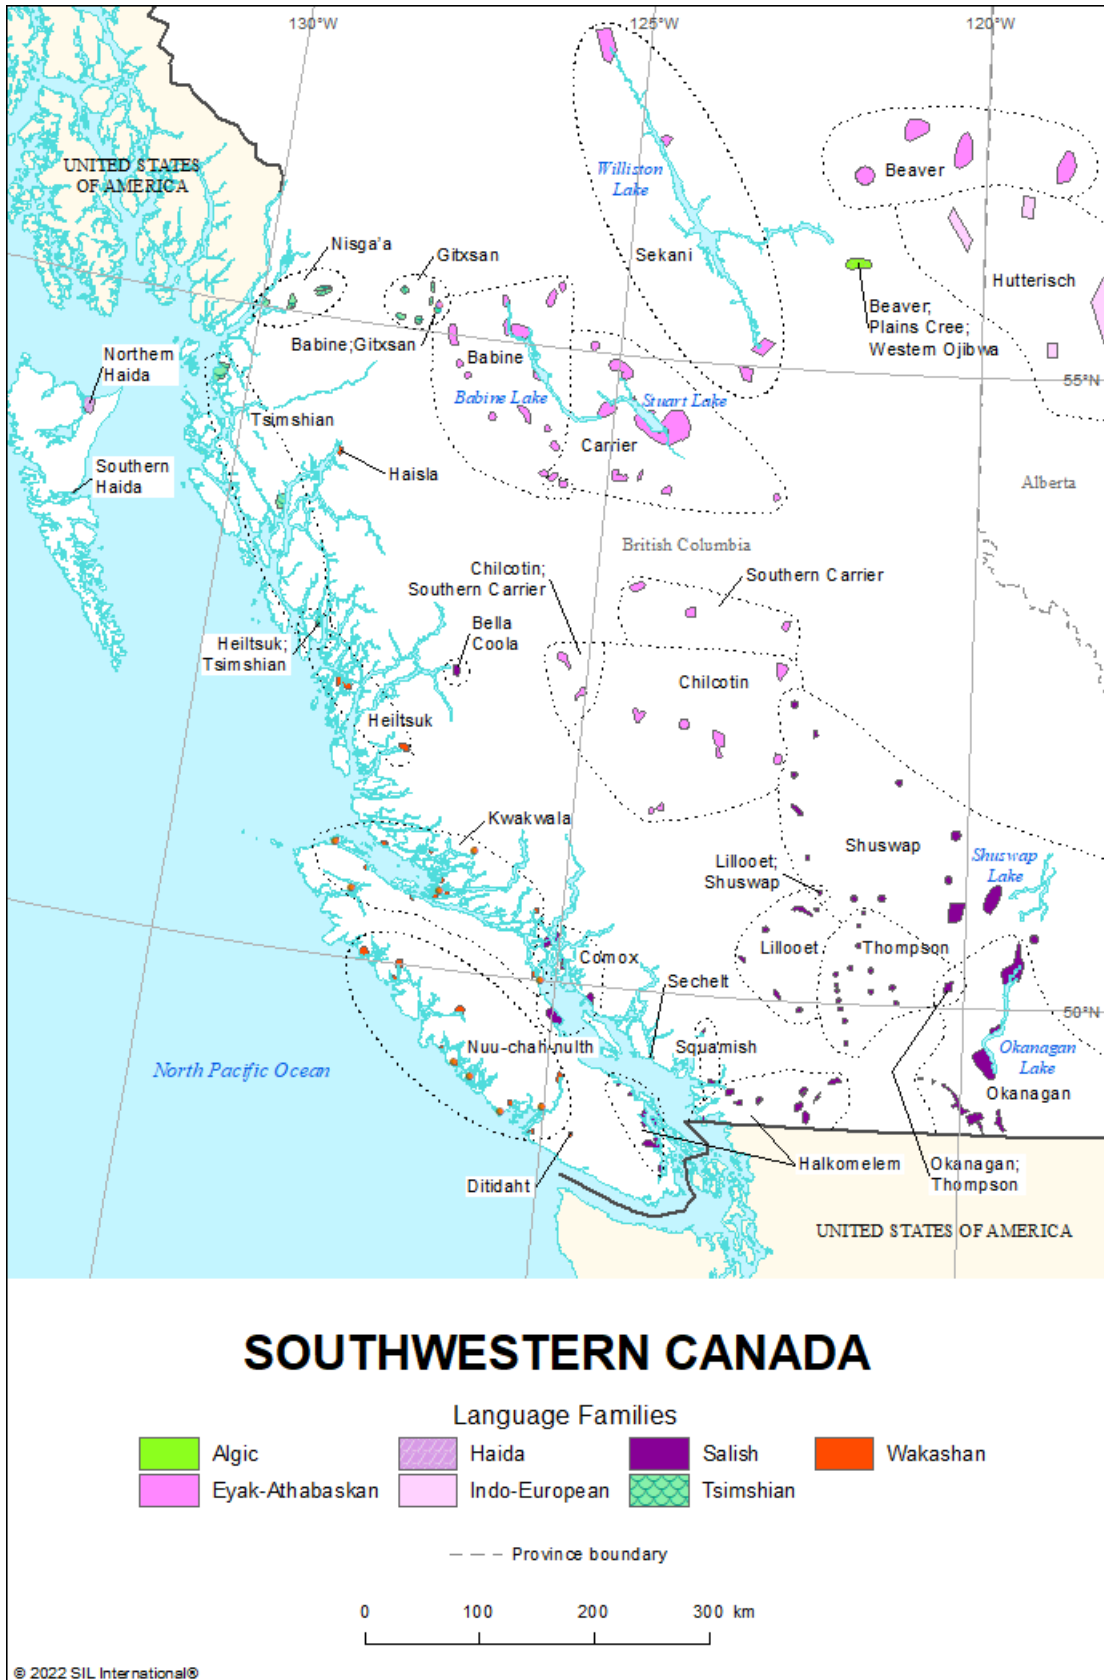 130°W
125°W
120°W
UNITED STATES
OF AMERICA
Williston
Lake
Beaver
Nisga'a
Gitxsan
Sekani
Hutterisch
Beaver;
Plains Cree;
Western Ojibwa
Babine;Gitxsan
Northern
Haida
Babine
55°N
Babine Lake
Stuart Lake
Tsimshian
Carrier
Southern
Haida
Haisla
Alberta
British Columbia
Chilcotin;
Southern Carrier
Southern Carrier
Bella
Coola
Heiltsuk;
Tsimshian
Chilcotin
Heiltsuk
Kwakwala
Shuswap
Lillooet;
Shuswap
Shuswap
Lake
Lillooet
Thompson
Comox
Sechelt
50°N
Nuu-chah-nulth
Squamish
North Pacific Ocean
Okanagan
Lake
Okanagan
Halkomelem
Okanagan;
Thompson
Ditidaht
UNITED STATES OF AMERICA
SOUTHWESTERN CANADA
Language Families
Algic
Haida
Salish
Wakashan
Eyak-Athabaskan
Indo-European
Tsimshian
Province boundary
0 100 200 300 km
© 2022 SIL International®